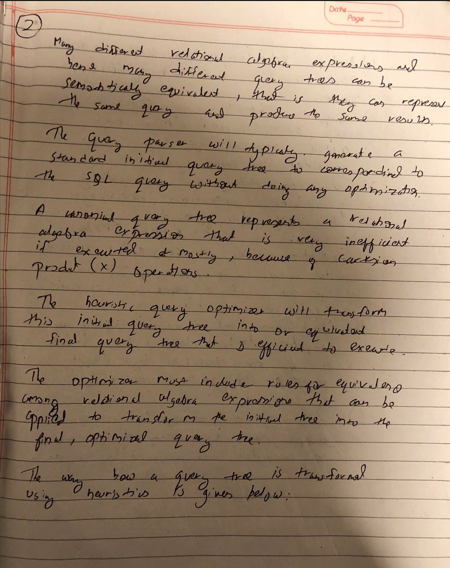 Date
Page
2
Many different relational algebra expressions and
hence many different query trees can be
semantically equivalent, that is they can represent
the same query and produce the same results.
The Query parser will typically generate a
standard initial query tree to correspond to
the SQL query without doing any optimization.
A canonical query tree represents a relational
algebra expression that is very inefficient
if executed directly, because of cartesian
product (x) operations.
The heuristic query optimizer will transform
this initial query tree into an equivalent
final query tree that is efficient to execute.
The optimizer must include rules for equivalence
among relational algebra expressions that can be
applied to transform the initial tree into the
final, optimized query tree.
The way how a query tree is transformed
using heuristics is given below: